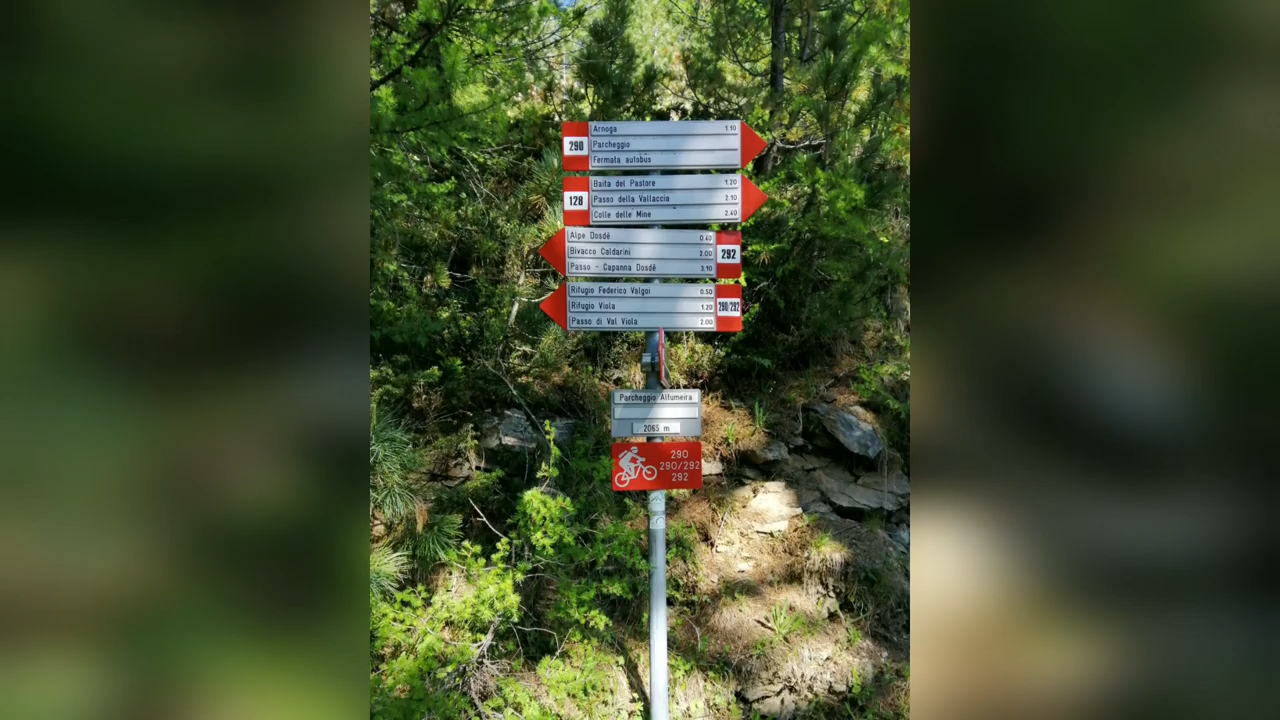 290
Arnoga 1.10
Parcheggio
Fermata autobus
128
Baita del Pastore 1.20
Passo della Vallaccia 2.10
Colle delle Mine 2.40
Alpe Dosdè 0.40
Bivacco Caldarini 2.00
Passo - Capanna Dosdè 3.10
292
Rifugio Federico Valgoi 0.50
Rifugio Viola 1.20
Passo di Val Viola 2.00
290/292
Parcheggio Altumeira
2065 m
290
290/292
292